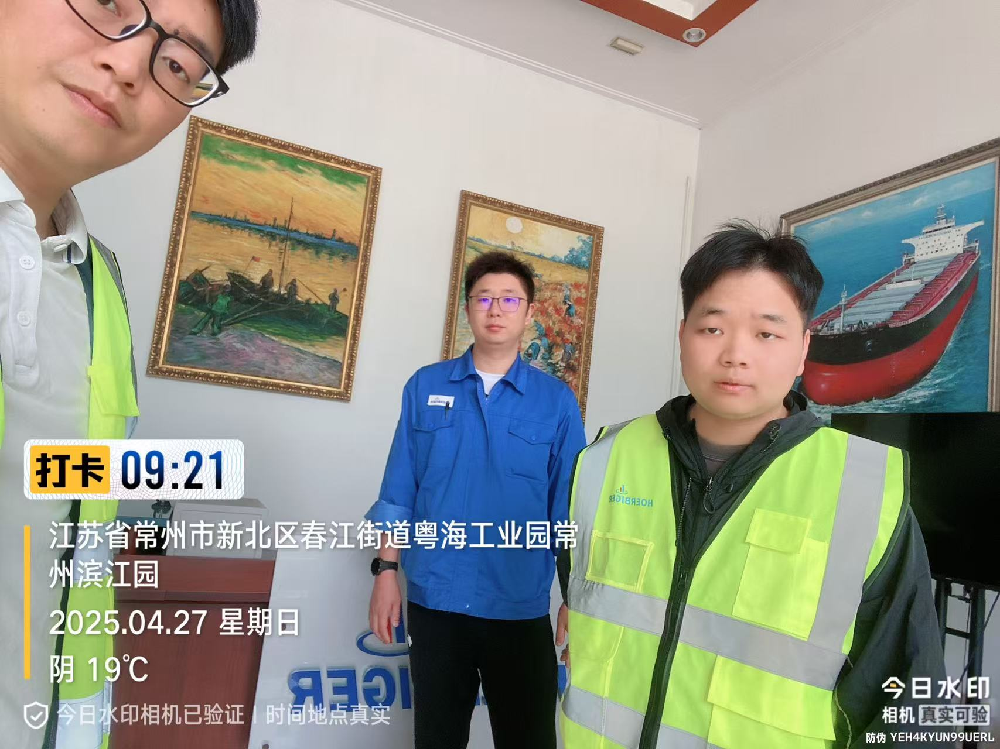 打卡 09:21
江苏省常州市新北区春江街道粤海工业园常
州滨江园
2025.04.27 星期日
阴 19℃
今日水印相机已验证 | 时间地点真实
HOERBIGER
今日水印
相机 真实可验
防伪 YEH4KYUN99UERL